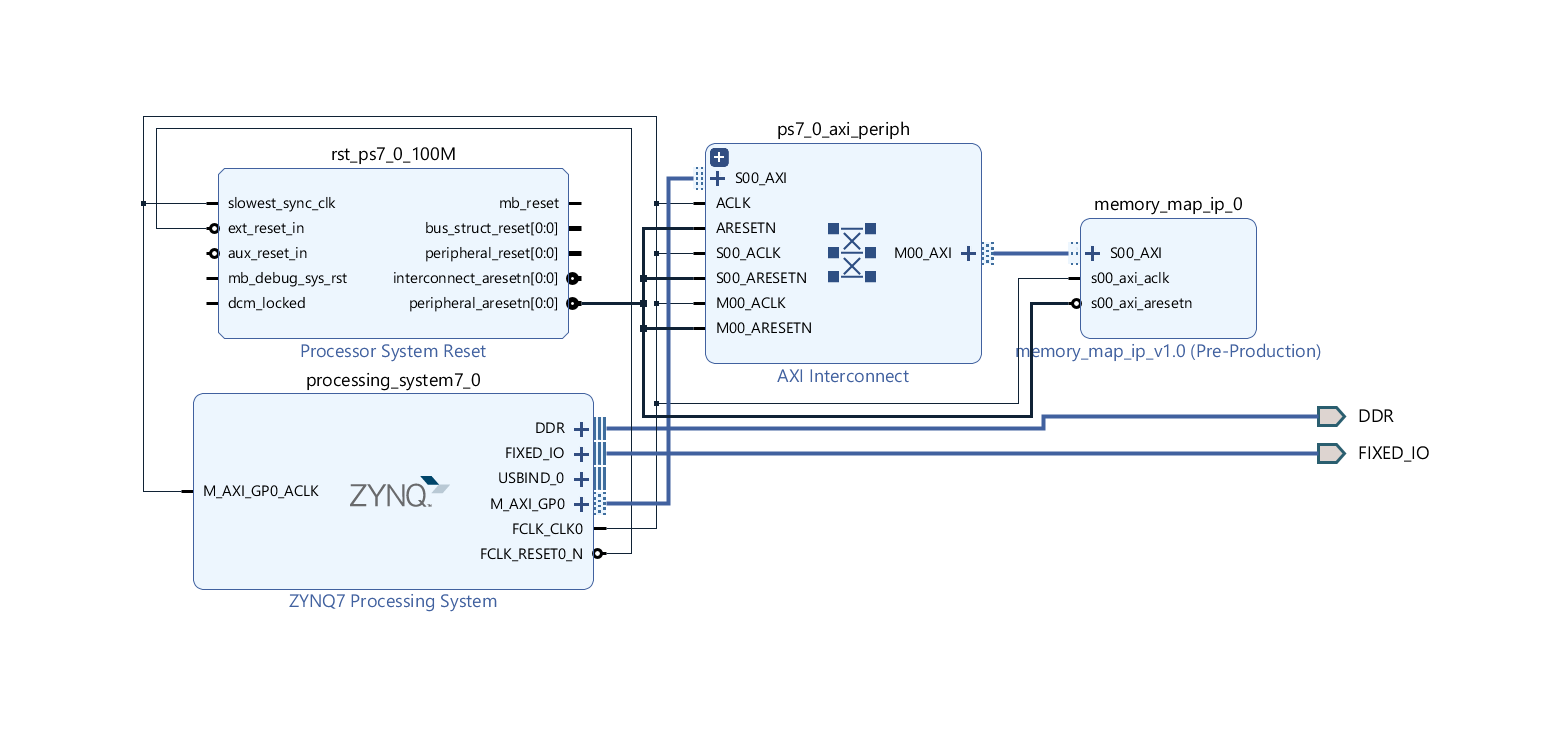 rst_ps7_0_100M
slowest_sync_clk
ext_reset_in
aux_reset_in
mb_debug_sys_rst
dcm_locked
mb_reset
bus_struct_reset[0:0]
peripheral_reset[0:0]
interconnect_aresetn[0:0]
peripheral_aresetn[0:0]
Processor System Reset
ps7_0_axi_periph
S00_AXI
ACLK
ARESETN
S00_ACLK
S00_ARESETN
M00_ACLK
M00_ARESETN
M00_AXI
AXI Interconnect
memory_map_ip_0
S00_AXI
s00_axi_aclk
s00_axi_aresetn
memory_map_ip_v1.0 (Pre-Production)
processing_system7_0
M_AXI_GP0_ACLK
ZYNQ
DDR
FIXED_IO
USBIND_0
M_AXI_GP0
FCLK_CLK0
FCLK_RESET0_N
ZYNQ7 Processing System
DDR
FIXED_IO